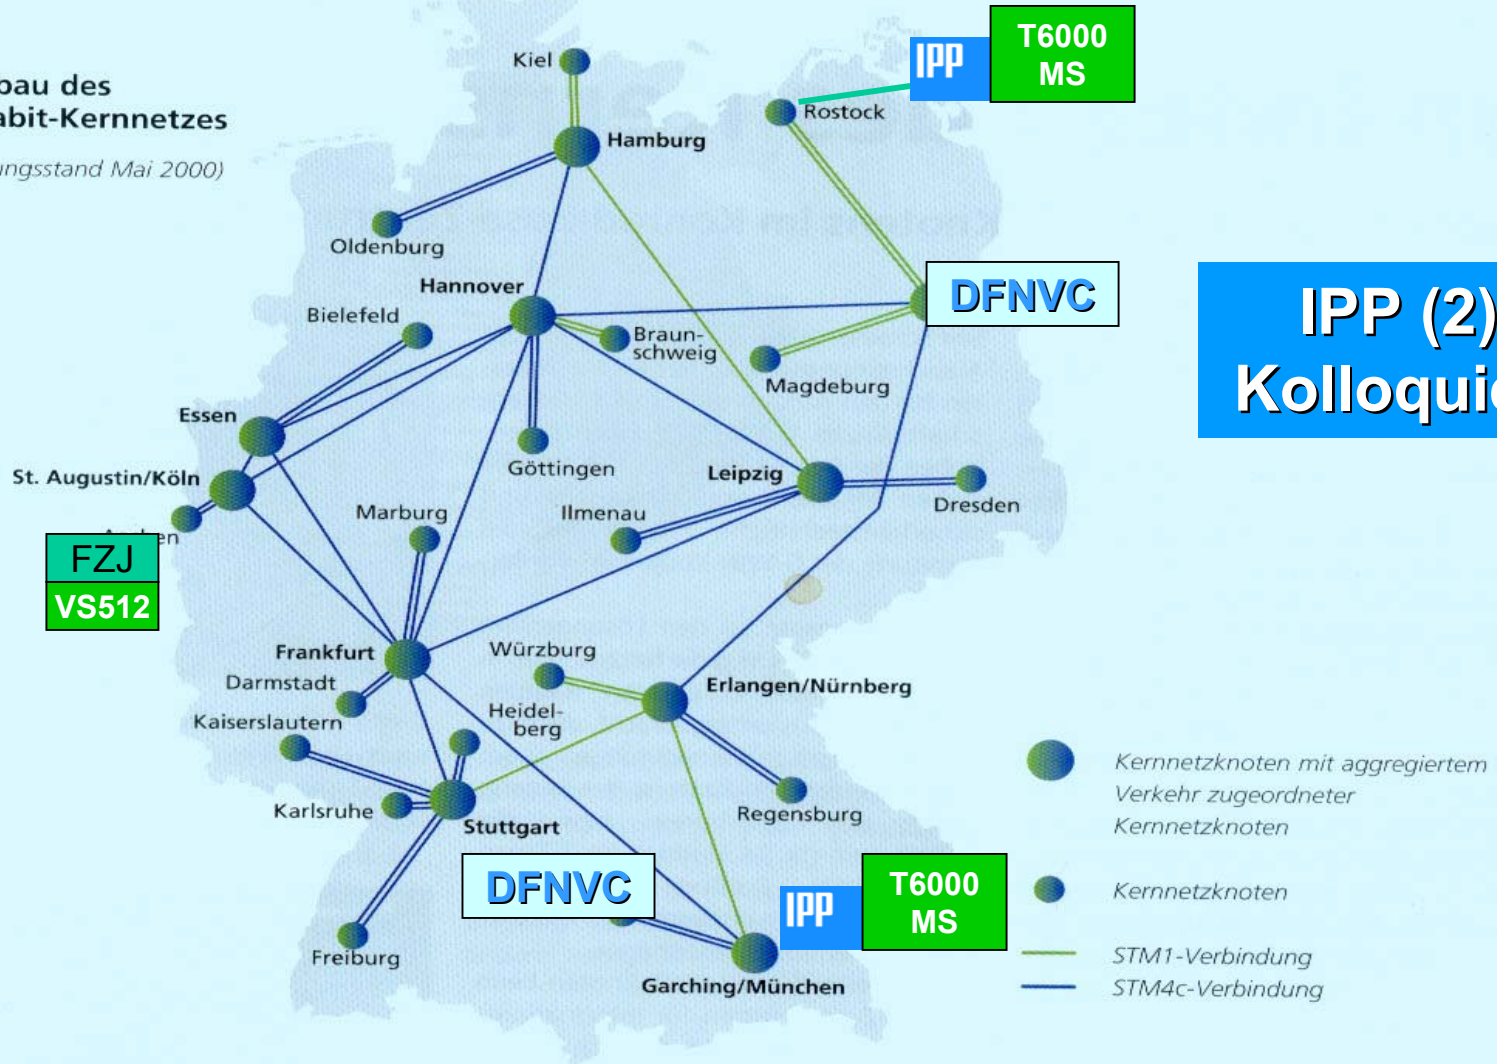 T6000
MS
IPP
Kiel
bau des
abit-Kernnetzes
ungsstand Mai 2000)
Rostock
Hamburg
Oldenburg
Hannover
DFNVC
Bielefeld
Braun-
schweig
Magdeburg
IPP (2)
Kolloquie
Essen
St. Augustin/Köln
Göttingen
Leipzig
Dresden
Marburg
Ilmenau
en
FZJ
VS512
Frankfurt
Würzburg
Darmstadt
Erlangen/Nürnberg
Kaiserslautern
Heidel-
berg
Karlsruhe
Stuttgart
Regensburg
DFNVC
IPP
T6000
MS
Freiburg
Garching/München
Kernnetzknoten mit aggregiertem
Verkehr zugeordneter
Kernnetzknoten
Kernnetzknoten
STM1-Verbindung
STM4c-Verbindung